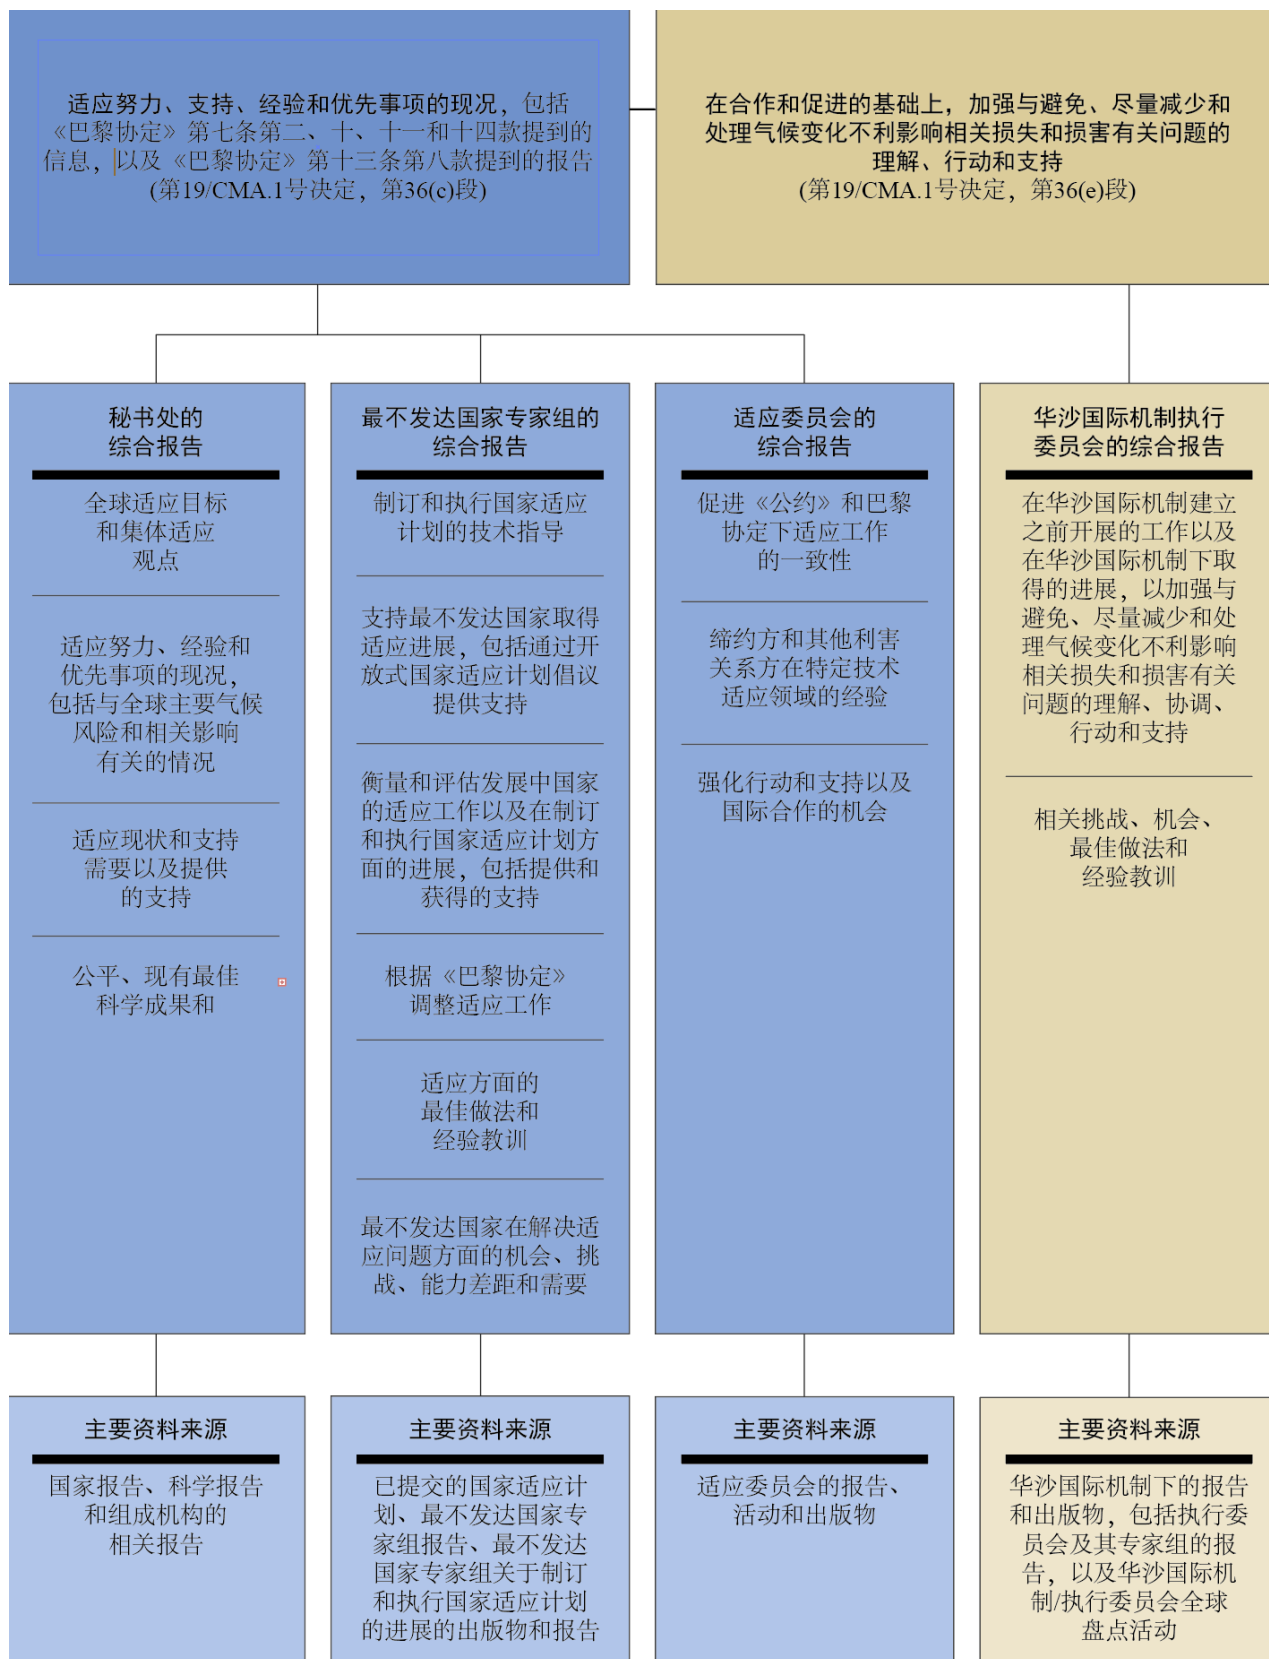 适应努力、支持、经验和优先事项的现况，包括
《巴黎协定》第七条第二、十、十一和十四款提到的
信息，以及《巴黎协定》第十三条第八款提到的报告
(第19/CMA.1号决定，第36(c)段)
在合作和促进的基础上，加强与避免、尽量减少和
处理气候变化不利影响相关损失和损害有关问题的
理解、行动和支持
(第19/CMA.1号决定，第36(e)段)
秘书处的
综合报告
全球适应目标
和集体适应
观点
适应努力、经验和
优先事项的现况，
包括与全球主要气候
风险和相关影响
有关的情况
适应现状和支持
需要以及提供
的支持
公平、现有最佳
科学成果和
最不发达国家专家组的
综合报告
制订和执行国家适应
计划的技术指导
支持最不发达国家取得
适应进展，包括通过开
放式国家适应计划倡议
提供支持
衡量和评估发展中国家
的适应工作以及在制订
和执行国家适应计划方
面的进展，包括提供和
获得的支持
根据《巴黎协定》
调整适应工作
适应方面的
最佳做法和
经验教训
最不发达国家在解决适
应问题方面的机会、挑
战、能力差距和需要
适应委员会的
综合报告
促进《公约》和巴黎
协定下适应工作
的一致性
缔约方和其他利害
关系方在特定技术
适应领域的经验
强化行动和支持以及
国际合作的机会
华沙国际机制执行
委员会的综合报告
在华沙国际机制建立
之前开展的工作以及
在华沙国际机制下取
得的进展，以加强与
避免、尽量减少和处
理气候变化不利影响
相关损失和损害有关
问题的理解、协调、
行动和支持
相关挑战、机会、
最佳做法和
经验教训
主要资料来源
国家报告、科学报告
和组成机构的
相关报告
主要资料来源
已提交的国家适应计
划、最不发达国家专
家组报告、最不发达
国家专家组关于制订
和执行国家适应计划
的进展的出版物和报告
主要资料来源
适应委员会的报告、
活动和出版物
主要资料来源
华沙国际机制下的报告
和出版物，包括执行委
员会及其专家组的报
告，以及华沙国际机
制/执行委员会全球
盘点活动